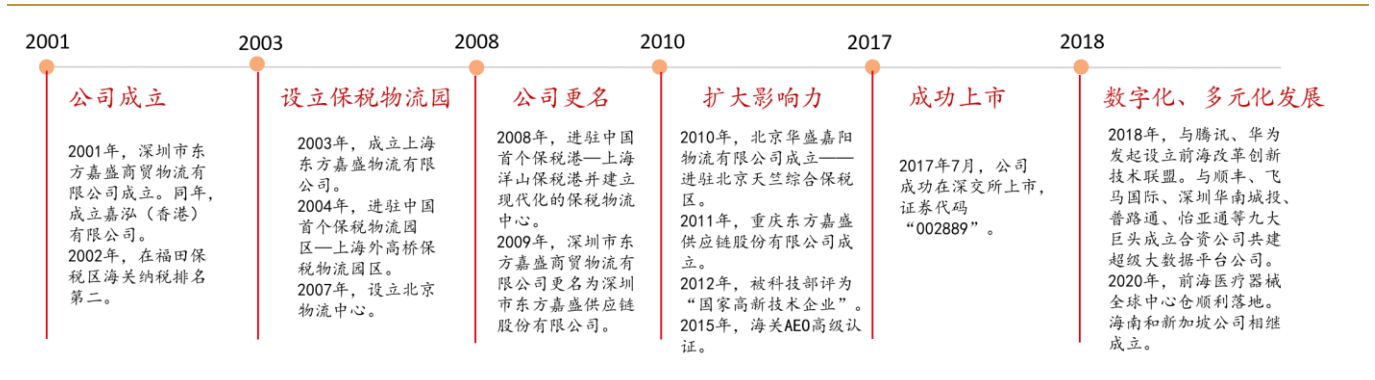 2001
2003
2008
2010
2017
2018
公司成立
设立保税物流园
公司更名
扩大影响力
成功上市
数字化、多元化发展
2001年，深圳市东
方嘉盛商贸物流有
限公司成立。同年，
成立嘉泓（香港）
有限公司。
2002年，在福田保
税区海关纳税排名
第二。
2003年，成立上海
东方嘉盛物流有限
公司。
2004年，进驻中国
首个保税物流园
区—上海外高桥保
税物流园区。
2007年，设立北京
物流中心。
2008年，进驻中国
首个保税港—上海
洋山保税港并建立
现代化的保税物流
中心。
2009年，深圳市东
方嘉盛商贸物流有
限公司更名为深圳
市东方嘉盛供应链
股份有限公司。
2010年，北京华盛嘉阳
物流有限公司成立——
进驻北京天竺综合保税
区。
2011年，重庆东方嘉盛
供应链股份有限公司成
立。
2012年，被科技部评为
“国家高新技术企业”。
2015年，海关AEO高级认
证。
2017年7月，公司
成功在深交所上市，
证券代码
“002889”。
2018年，与腾讯、华为
发起设立前海改革创新
技术联盟。与顺丰、飞
马国际、深圳华南城投、
普路通、怡亚通等九大
巨头成立合资公司共建
超级大数据平台公司。
2020年，前海医疗器械
全球中心仓顺利落地。
海南和新加坡公司相继
成立。